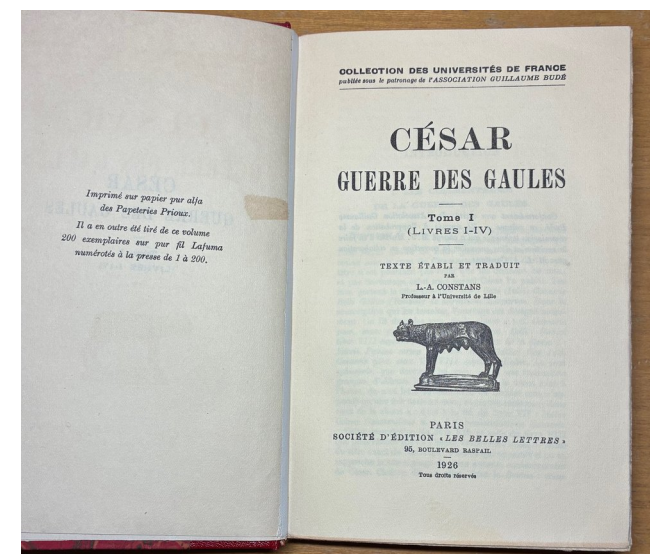 Imprimé sur papier pur alfa
des Papeteries Prioux.
Il a en outre été tiré de ce volume
200 exemplaires sur pur fil Lafuma
numérotés à la presse de 1 à 200.
COLLECTION DES UNIVERSITÉS DE FRANCE
publiée sous le patronage de l'ASSOCIATION GUILLAUME BUDÉ
CÉSAR
GUERRE DES GAULES
Tome I
(LIVRES I-IV)
TEXTE ÉTABLI ET TRADUIT
PAR
L.-A. CONSTANS
Professeur à l'Université de Lille
PARIS
SOCIÉTÉ D'ÉDITION « LES BELLES LETTRES »
95, BOULEVARD RASPAIL
1926
Tous droits réservés